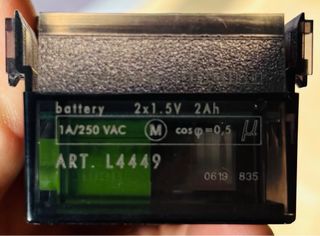 battery 2x1.5V 2Ah
1A/250 VAC M cosφ=0,5 µ
ART. L4449
0619 835